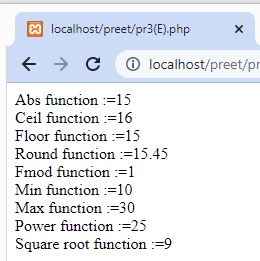 localhost/preet/pr3(E).php
localhost/preet/pr
Abs function :=15
Ceil function :=16
Floor function :=15
Round function :=15.45
Fmod function :=1
Min function :=10
Max function :=30
Power function :=25
Square root function :=9